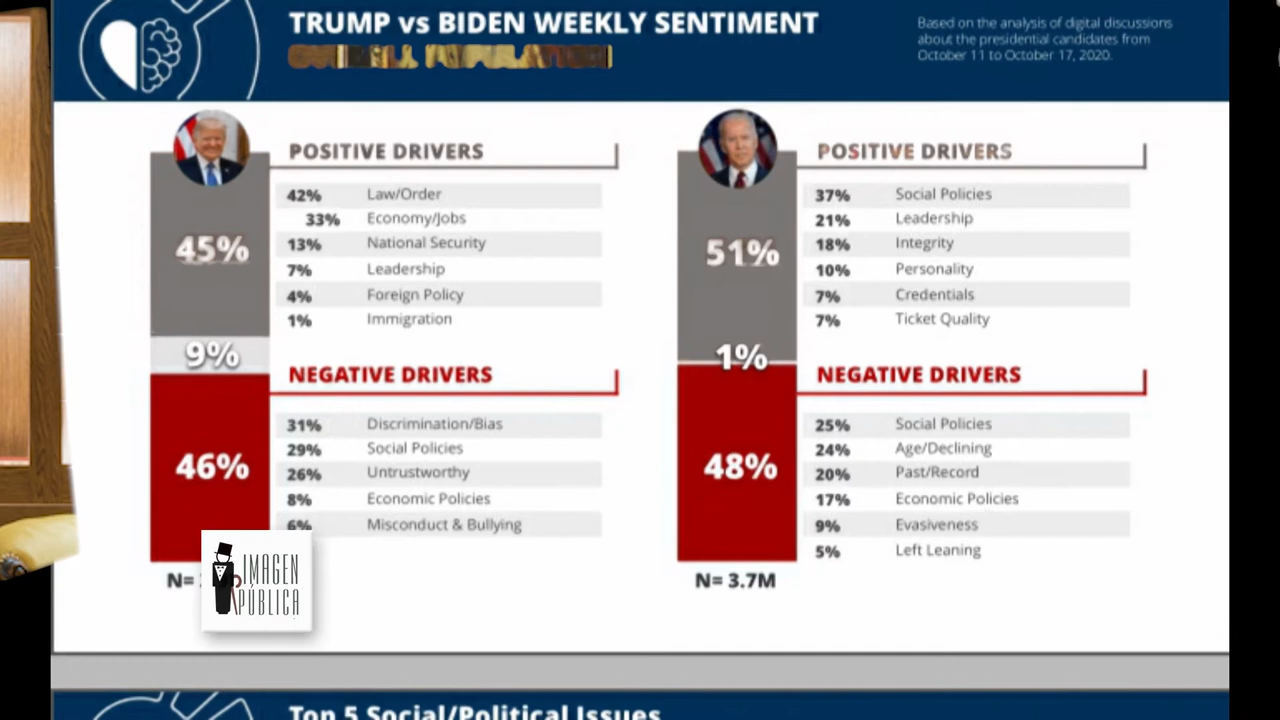 TRUMP vs BIDEN WEEKLY SENTIMENT
Based on the analysis of digital discussions
about the presidential candidates from
October 11 to October 17, 2020.
POSITIVE DRIVERS
42% Law/Order
33% Economy/Jobs
13% National Security
7% Leadership
4% Foreign Policy
1% Immigration
45%
9%
NEGATIVE DRIVERS
31% Discrimination/Bias
29% Social Policies
26% Untrustworthy
8% Economic Policies
6% Misconduct & Bullying
46%
N=
IMAGEN
PÚBLICA
POSITIVE DRIVERS
37% Social Policies
21% Leadership
18% Integrity
10% Personality
7% Credentials
7% Ticket Quality
51%
1%
NEGATIVE DRIVERS
25% Social Policies
24% Age/Declining
20% Past/Record
17% Economic Policies
9% Evasiveness
5% Left Leaning
48%
N= 3.7M
Top 5 Social/Political Issues